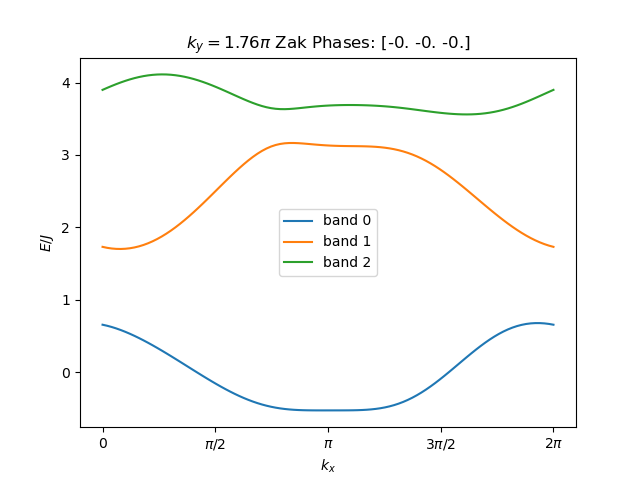 k_y = 1.76π Zak Phases: [-0. -0. -0.]
4
3
2
1
0
E/J
band 0
band 1
band 2
0
π/2
π
3π/2
2π
k_x